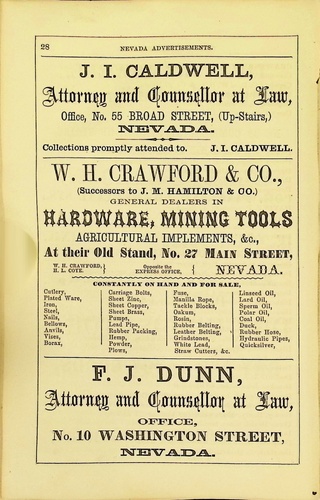 28 NEVADA ADVERTISEMENTS.
J. I. CALDWELL,
Attorney and Counsellor at Law,
Office, No. 55 BROAD STREET, (Up-Stairs,)
NEVADA.
Collections promptly attended to. J. I. CALDWELL.
W. H. CRAWFORD & CO.,
(Successors to J. M. HAMILTON & CO.)
GENERAL DEALERS IN
HARDWARE, MINING TOOLS
AGRICULTURAL IMPLEMENTS, &c.,
At their Old Stand, No. 27 MAIN STREET,
W. H. CRAWFORD,
H. L. COTE.
Opposite the
EXPRESS OFFICE,
NEVADA.
CONSTANTLY ON HAND AND FOR SALE,
Cutlery,
Plated Ware,
Iron,
Steel,
Nails,
Bellows,
Anvils,
Vices,
Borax,
Carriage Bolts,
Sheet Zinc,
Sheet Copper,
Sheet Brass,
Pumps,
Lead Pipe,
Rubber Packing,
Hemp,
Powder,
Plows,
Fuse,
Manilla Rope,
Tackle Blocks,
Oakum,
Rosin,
Rubber Belting,
Leather Belting,
Grindstones,
White Lead,
Straw Cutters, &c.
Linseed Oil,
Lard Oil,
Sperm Oil,
Polar Oil,
Coal Oil,
Duck,
Rubber Hose,
Hydraulic Pipes,
Quicksilver,
F. J. DUNN,
Attorney and Counsellor at Law,
OFFICE,
No. 10 WASHINGTON STREET,
NEVADA.